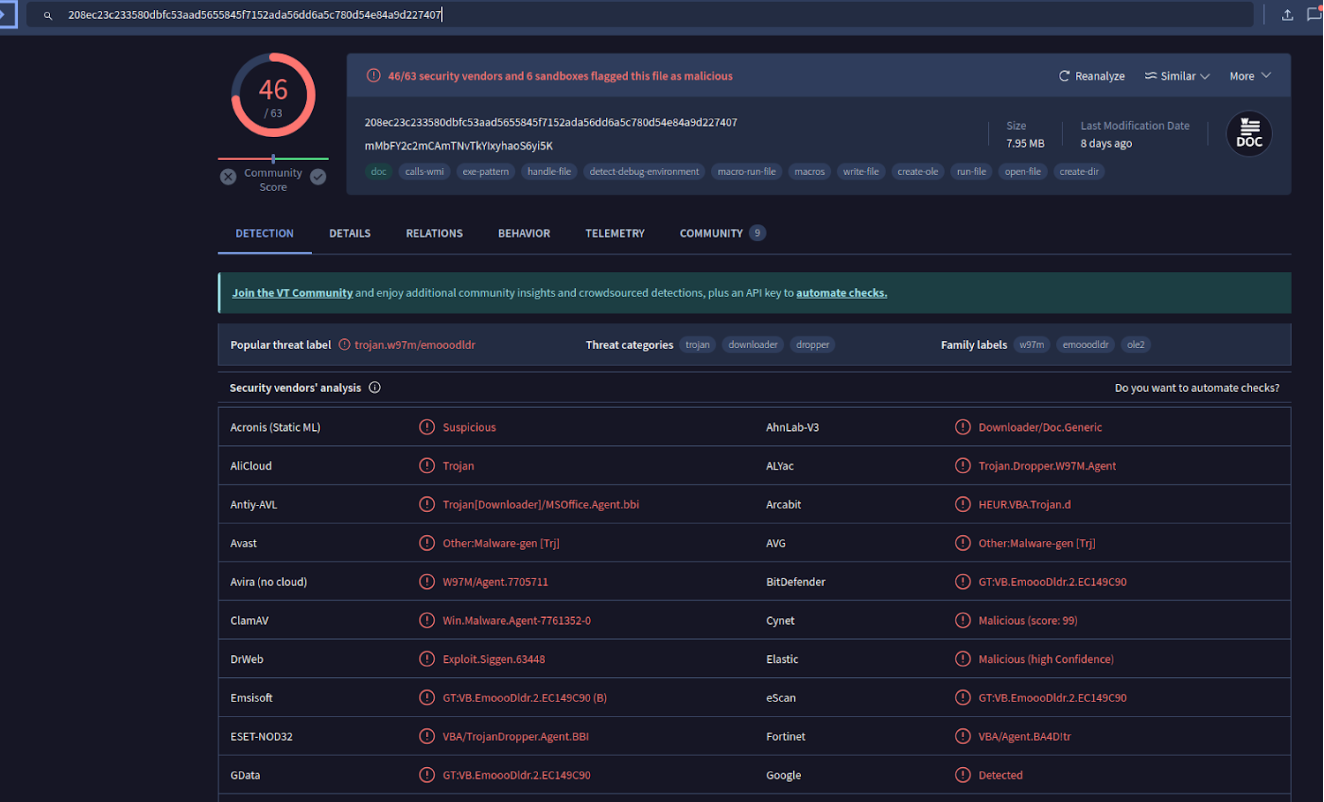 208ec23c233580dbfc53aad5655845f7152ada56dd6a5c780d54e84a9d227407
46
/ 63
Community
Score
46/63 security vendors and 6 sandboxes flagged this file as malicious
Reanalyze Similar More
208ec23c233580dbfc53aad5655845f7152ada56dd6a5c780d54e84a9d227407
mMbFY2c2mCAmTNvTkYlxyhaoS6yi5K
Size
7.95 MB
Last Modification Date
8 days ago
DOC
doc calls-wmi exe-pattern handle-file detect-debug-environment macro-run-file macros write-file create-ole run-file open-file create-dir
DETECTION DETAILS RELATIONS BEHAVIOR TELEMETRY COMMUNITY 9
Join the VT Community and enjoy additional community insights and crowdsourced detections, plus an API key to automate checks.
Popular threat label trojan.w97m/emooodldr Threat categories trojan downloader dropper Family labels w97m emooodldr ole2
Security vendors' analysis Do you want to automate checks?
Acronis (Static ML) Suspicious AhnLab-V3 Downloader/Doc.Generic
AliCloud Trojan ALYac Trojan.Dropper.W97M.Agent
Antiy-AVL Trojan[Downloader]/MSOffice.Agent.bbi Arcabit HEUR.VBA.Trojan.d
Avast Other:Malware-gen [Trj] AVG Other:Malware-gen [Trj]
Avira (no cloud) W97M/Agent.7705711 BitDefender GT:VB.EmoooDldr.2.EC149C90
ClamAV Win.Malware.Agent-7761352-0 Cynet Malicious (score: 99)
DrWeb Exploit.Siggen.63448 Elastic Malicious (high Confidence)
Emsisoft GT:VB.EmoooDldr.2.EC149C90 (B) eScan GT:VB.EmoooDldr.2.EC149C90
ESET-NOD32 VBA/TrojanDropper.Agent.BBI Fortinet VBA/Agent.BA4D!tr
GData GT:VB.EmoooDldr.2.EC149C90 Google Detected